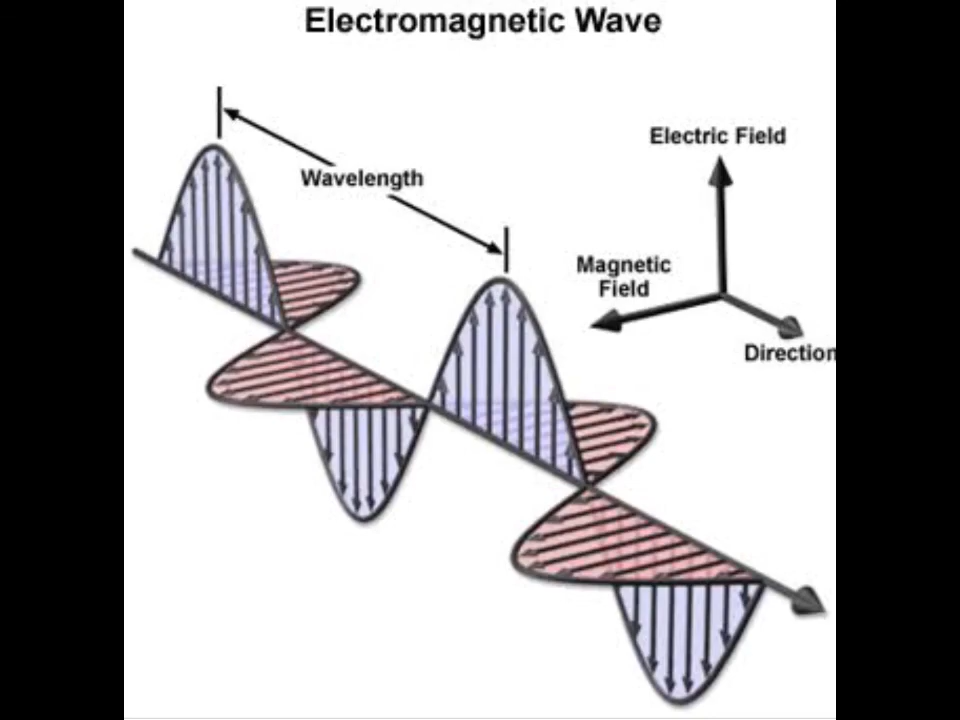 Electromagnetic Wave
Wavelength
Electric Field
Magnetic
Field
Direction